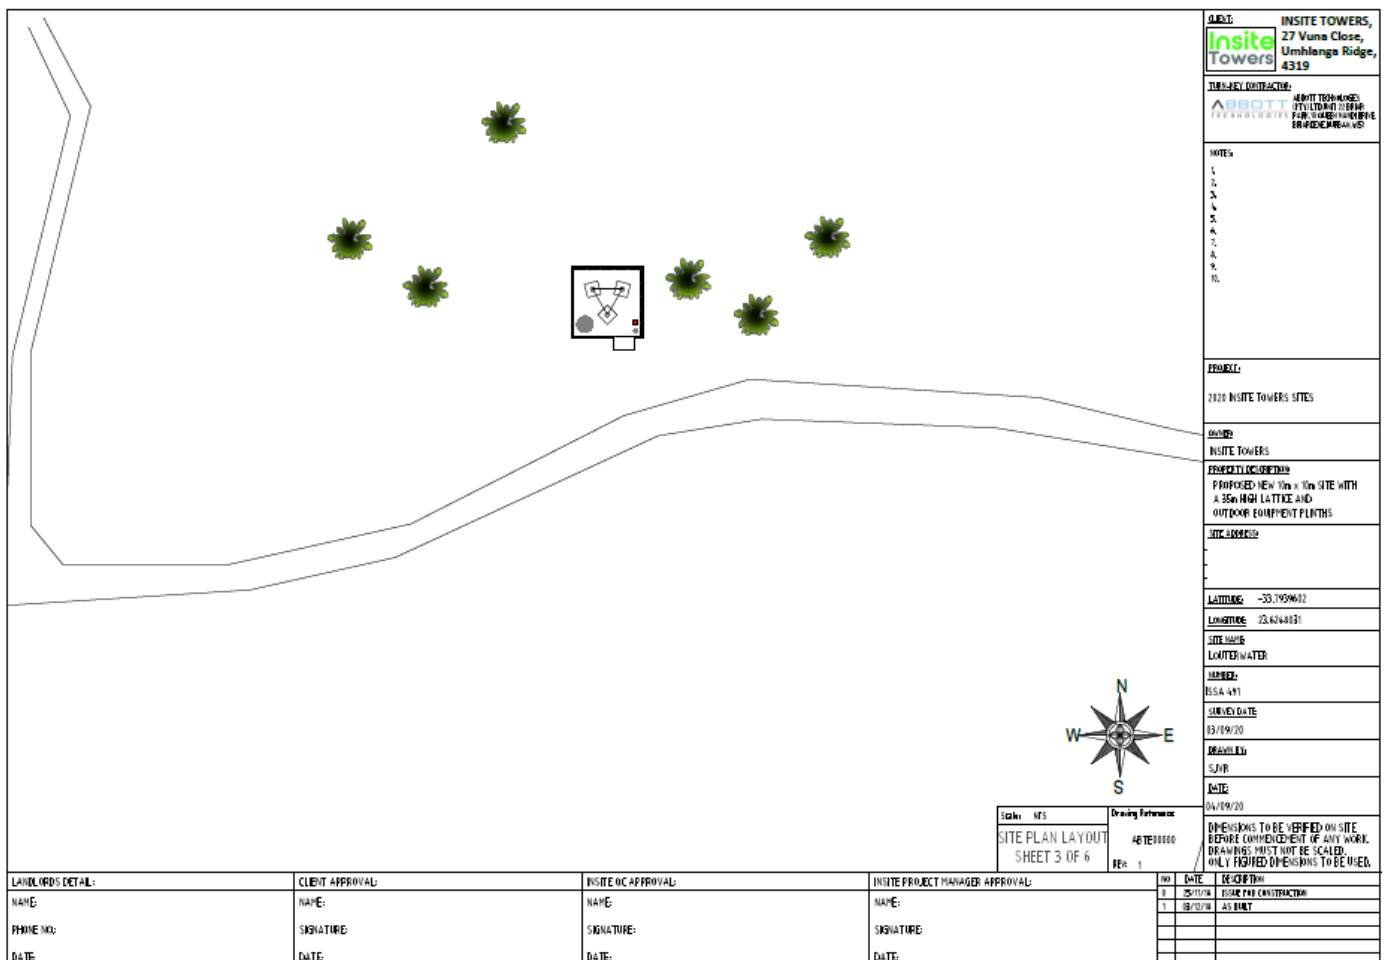 CLIENT:
Insite
Towers
INSITE TOWERS,
27 Vuna Close,
Umhlanga Ridge,
4319
TURN-KEY CONTRACTOR:
ABBOTT
TECHNOLOGIES
ABBOTT TECHNOLOGIES
NOTES:
1.
2.
3.
4.
5.
6.
7.
8.
9.
10.
PROJECT:
2020 INSITE TOWERS SITES
OWNER:
INSITE TOWERS
PROPERTY DESCRIPTION:
PROPOSED NEW 10m x 10m SITE WITH
A 35m HIGH LATTICE AND
OUTDOOR EQUIPMENT PLINTHS
SITE ADDRESS:
-
-
-
LATITUDE: -33.7939602
LONGITUDE:
SITE NAME:
LOUTERWATER
NUMBER:
ISSA 491
SURVEY DATE:
03/09/20
DRAWN BY:
SJVR
DATE:
04/09/20
DIMENSIONS TO BE VERIFIED ON SITE
BEFORE COMMENCEMENT OF ANY WORK.
DRAWINGS MUST NOT BE SCALED.
ONLY FIGURED DIMENSIONS TO BE USED.
N
W E
S
Scale: NTS
Drawing Reference:
SITE PLAN LAYOUT
SHEET 3 OF 6
ABTE00000
REV: 1
LANDLORDS DETAIL:
NAME:
PHONE NO:
DATE:
CLIENT APPROVAL:
NAME:
SIGNATURE:
DATE:
INSITE QC APPROVAL:
NAME:
SIGNATURE:
DATE:
INSITE PROJECT MANAGER APPROVAL:
NAME:
SIGNATURE:
DATE:
NO DATE DESCRIPTION
0 ISSUE FOR CONSTRUCTION
1 AS BUILT